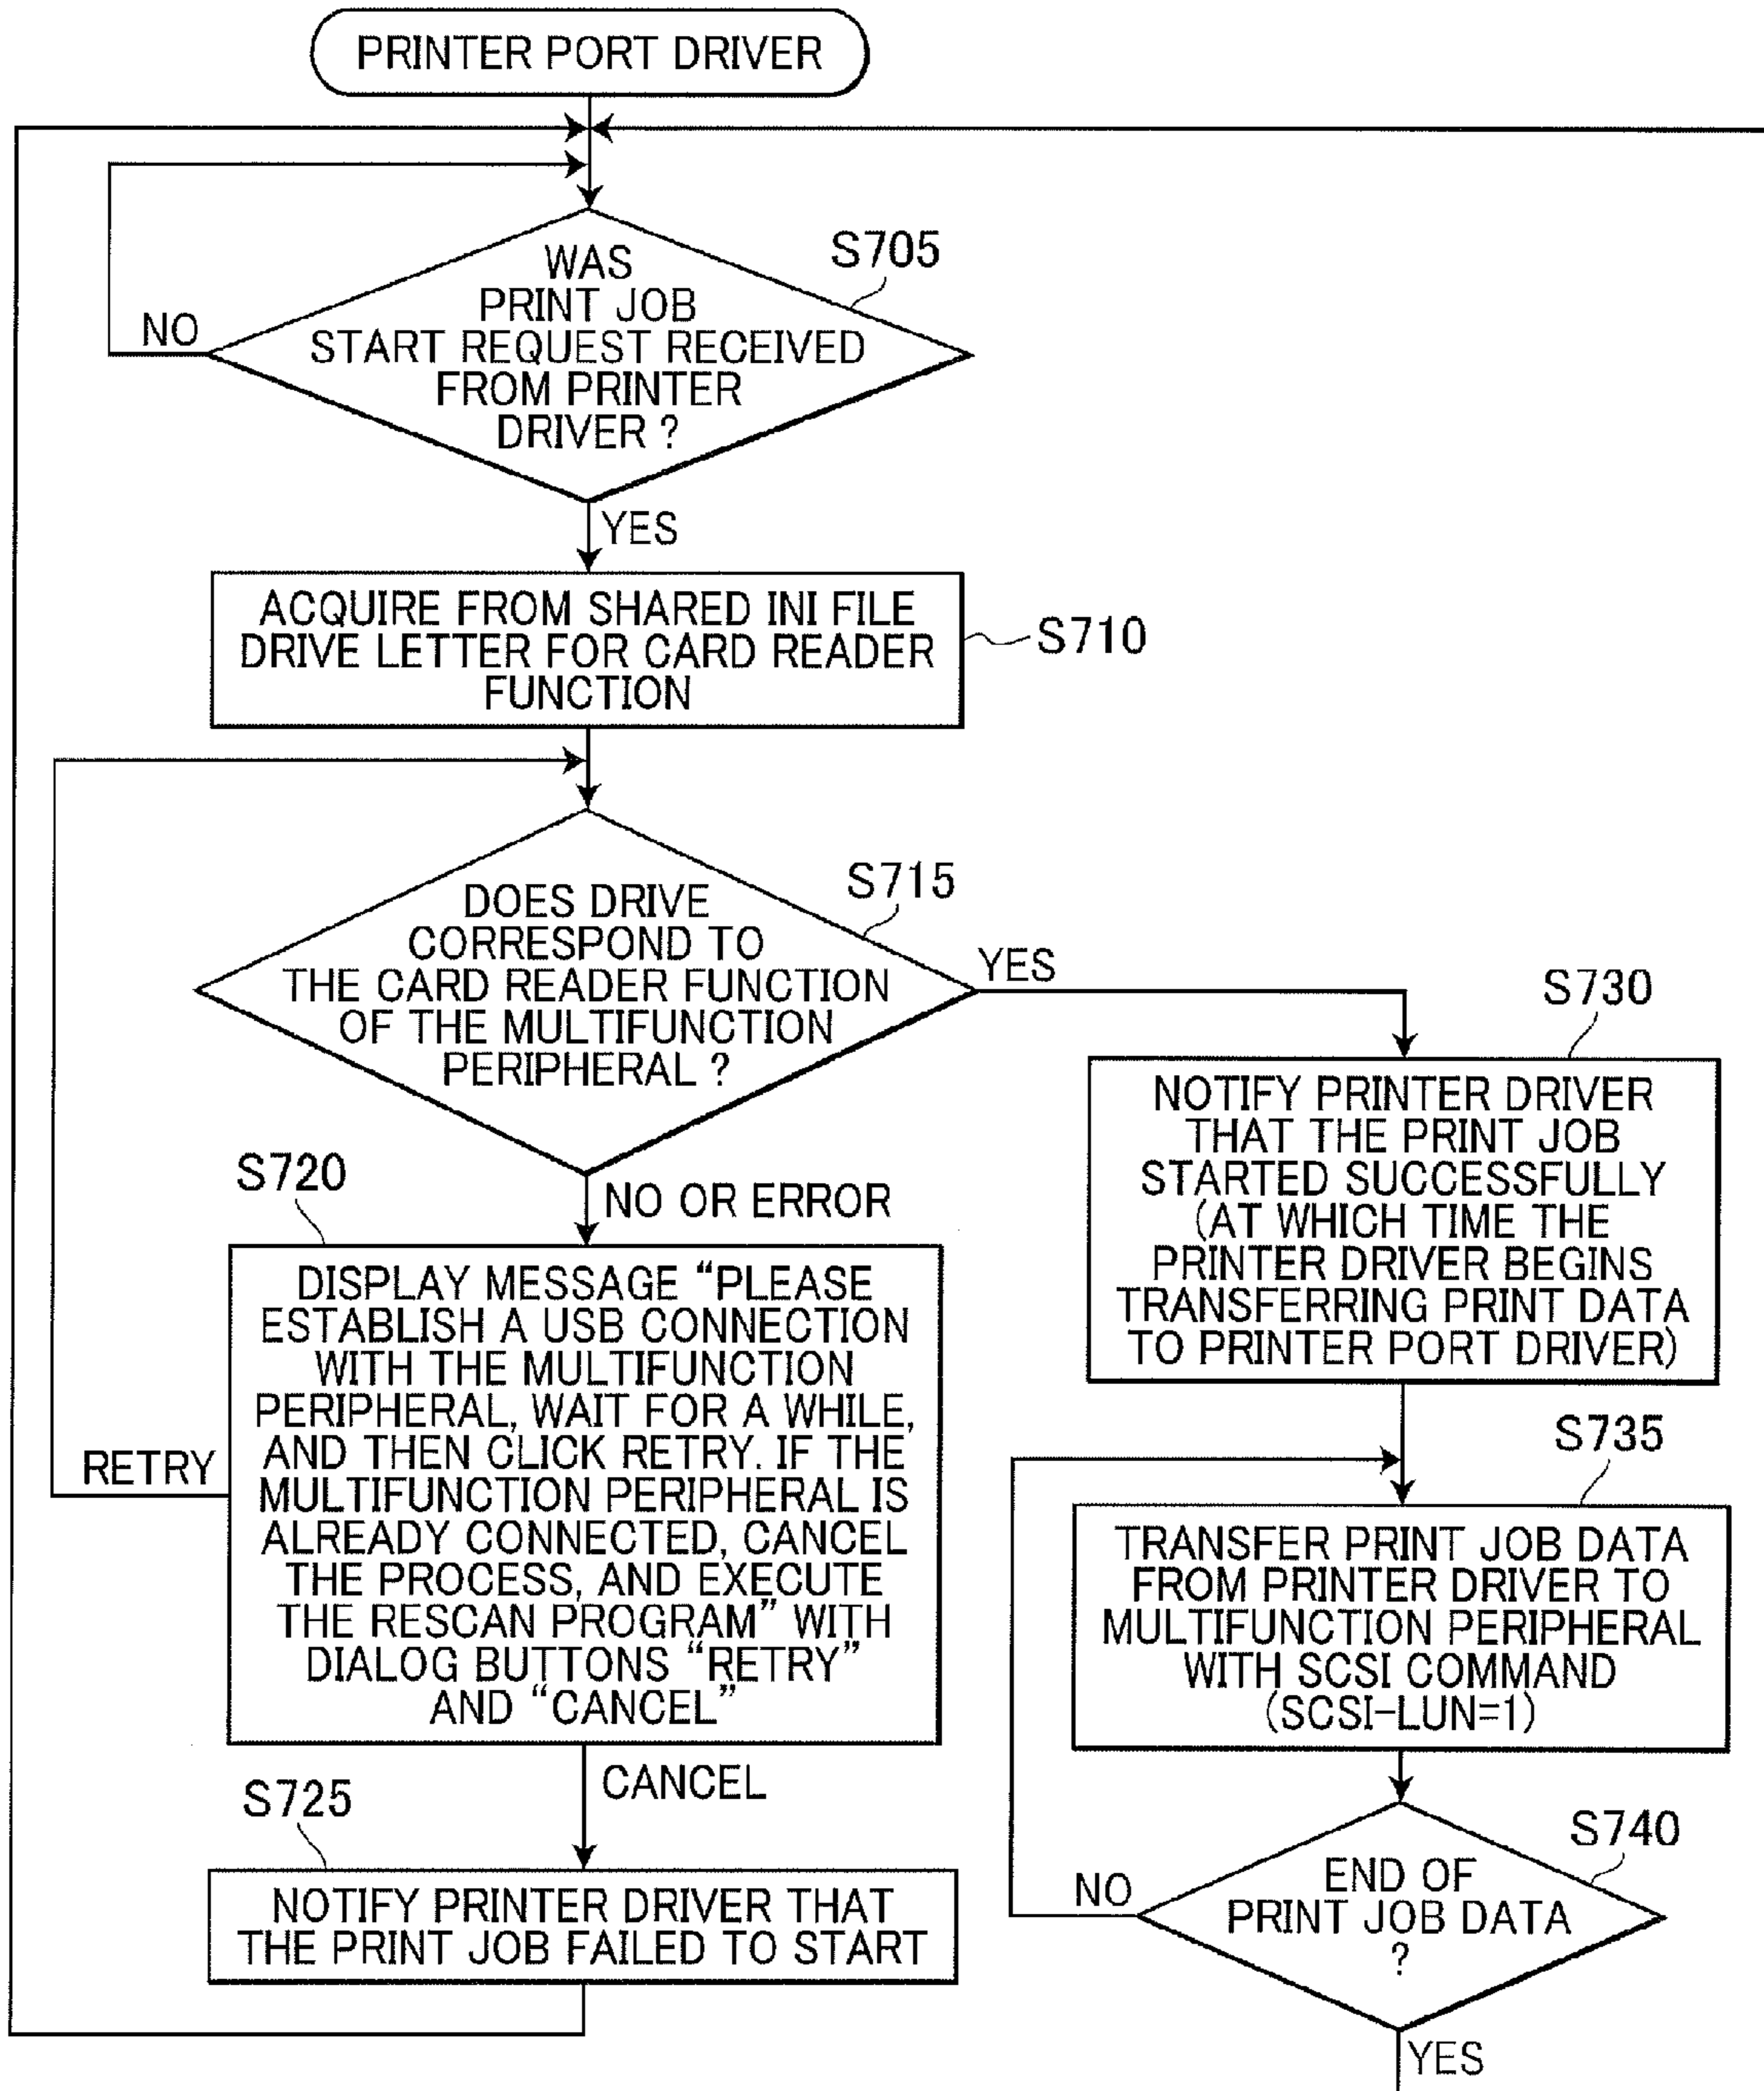 PRINTER PORT DRIVER
S705
WAS
PRINT JOB
START REQUEST RECEIVED
FROM PRINTER
DRIVER ?
NO
YES
ACQUIRE FROM SHARED INI FILE
DRIVE LETTER FOR CARD READER
FUNCTION
S710
S715
DOES DRIVE
CORRESPOND TO
THE CARD READER FUNCTION
OF THE MULTIFUNCTION
PERIPHERAL ?
YES
NO OR ERROR
S720
DISPLAY MESSAGE “PLEASE
ESTABLISH A USB CONNECTION
WITH THE MULTIFUNCTION
PERIPHERAL, WAIT FOR A WHILE,
AND THEN CLICK RETRY. IF THE
MULTIFUNCTION PERIPHERAL IS
ALREADY CONNECTED, CANCEL
THE PROCESS, AND EXECUTE
THE RESCAN PROGRAM” WITH
DIALOG BUTTONS “RETRY”
AND “CANCEL”
RETRY
CANCEL
S725
NOTIFY PRINTER DRIVER THAT
THE PRINT JOB FAILED TO START
S730
NOTIFY PRINTER DRIVER
THAT THE PRINT JOB
STARTED SUCCESSFULLY
(AT WHICH TIME THE
PRINTER DRIVER BEGINS
TRANSFERRING PRINT DATA
TO PRINTER PORT DRIVER)
S735
TRANSFER PRINT JOB DATA
FROM PRINTER DRIVER TO
MULTIFUNCTION PERIPHERAL
WITH SCSI COMMAND
(SCSI-LUN=1)
S740
END OF
PRINT JOB DATA
?
NO
YES